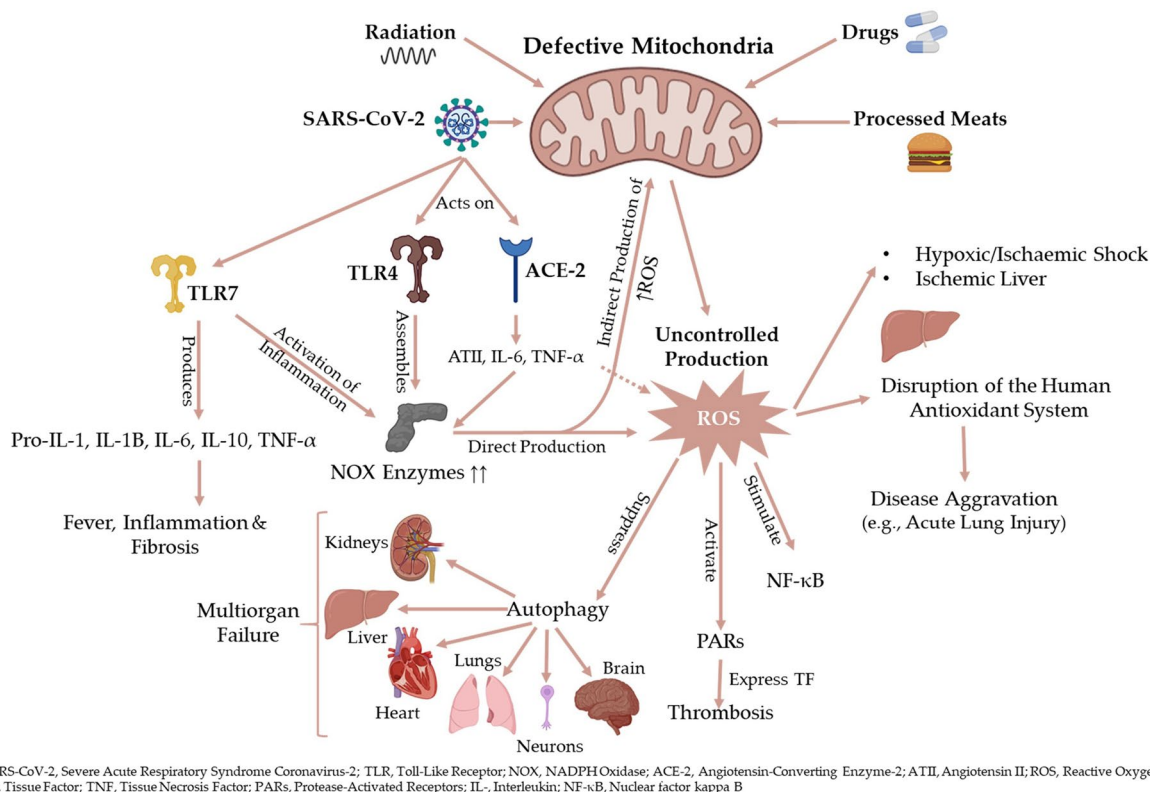 Radiation
Defective Mitochondria
Drugs
SARS-CoV-2
Processed Meats
Acts on
TLR7
TLR4
ACE-2
Indirect Production of
↑ROS
• Hypoxic/Ischaemic Shock
• Ischemic Liver
Produces
Activation of
Inflammation
Assembles
ATII, IL-6, TNF-α
Uncontrolled
Production
ROS
Disruption of the Human
Antioxidant System
Pro-IL-1, IL-1B, IL-6, IL-10, TNF-α
Direct Production
NOX Enzymes ↑↑
Disease Aggravation
(e.g., Acute Lung Injury)
Fever, Inflammation &
Fibrosis
Suppress
Activate
Stimulate
NF-κB
Kidneys
Multiorgan
Failure
Autophagy
Liver
Heart
Lungs
Neurons
Brain
PARs
Express TF
Thrombosis
RS-CoV-2, Severe Acute Respiratory Syndrome Coronavirus-2; TLR, Toll-Like Receptor; NOX, NADPH Oxidase; ACE-2, Angiotensin-Converting Enzyme-2; ATII, Angiotensin II; ROS, Reactive Oxyge
Tissue Factor; TNF, Tissue Necrosis Factor; PARs, Protease-Activated Receptors; IL-, Interleukin; NF-κB, Nuclear factor kappa B